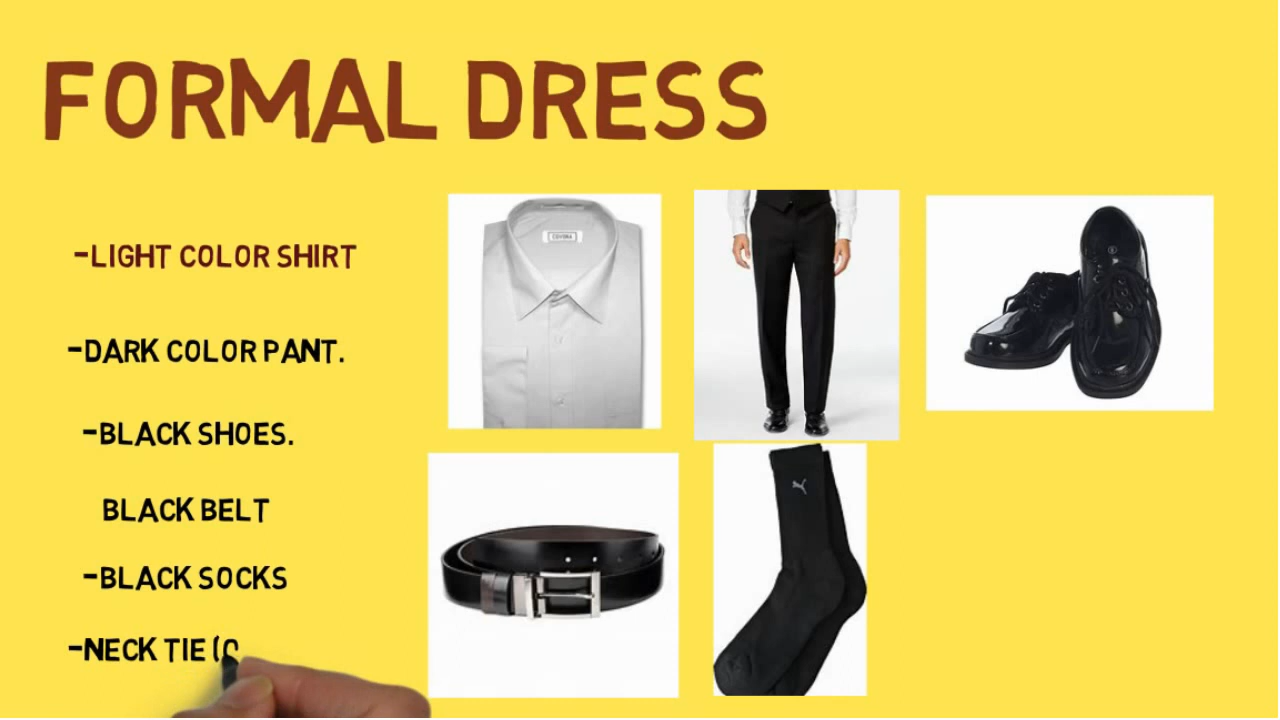 FORMAL DRESS
-LIGHT COLOR SHIRT
-DARK COLOR PANT.
-BLACK SHOES.
BLACK BELT
-BLACK SOCKS
-NECK TIE (